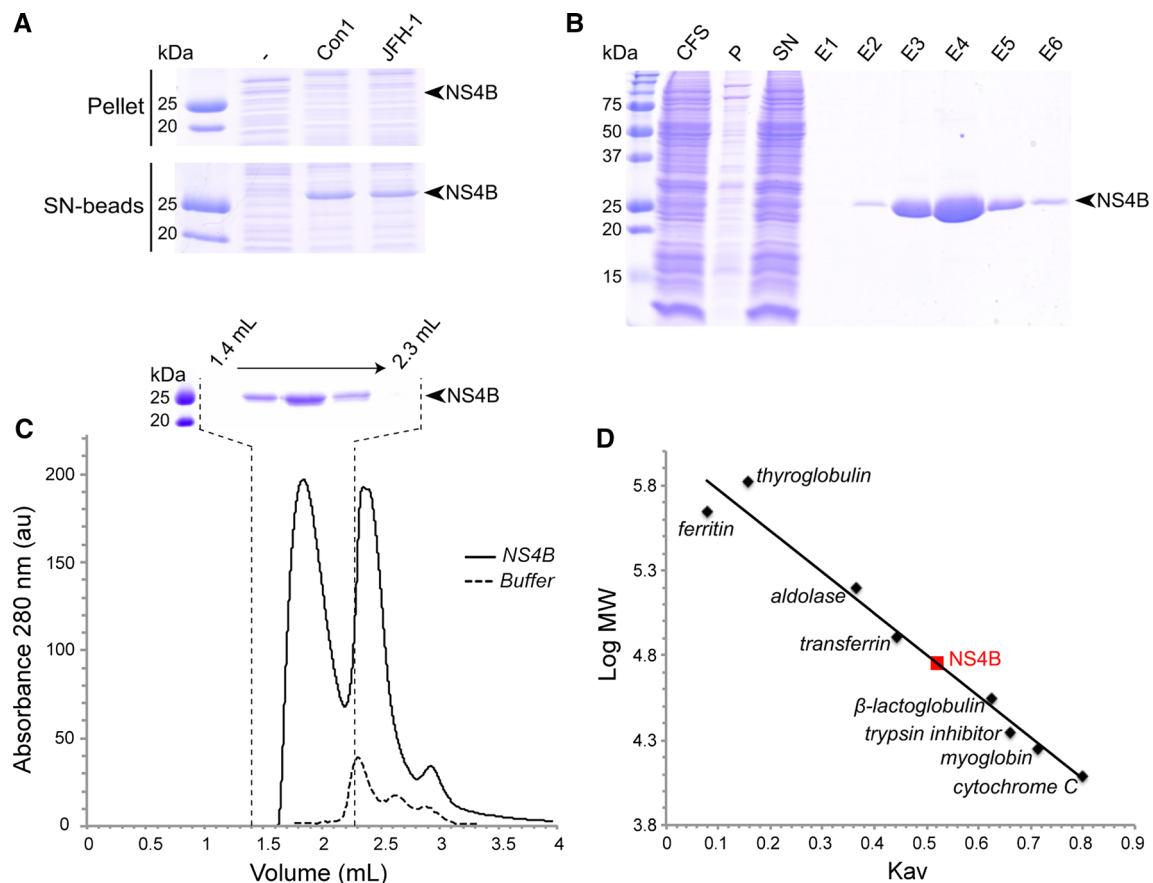 A
kDa
-
Con1
JFH-1
Pellet
25
20
NS4B
SN-beads
25
20
NS4B
B
kDa
CFS
P
SN
E1
E2
E3
E4
E5
E6
75
50
37
25
20
15
NS4B
1.4 mL
2.3 mL
kDa
25
20
NS4B
C
Absorbance 280 nm (au)
200
150
100
50
0
NS4B
Buffer
0
0.5
1
1.5
2
2.5
3
3.5
4
Volume (mL)
D
Log MW
5.8
5.3
4.8
4.3
3.8
thyroglobulin
ferritin
aldolase
transferrin
NS4B
β-lactoglobulin
trypsin inhibitor
myoglobin
cytochrome C
0
0.1
0.2
0.3
0.4
0.5
0.6
0.7
0.8
0.9
Kav